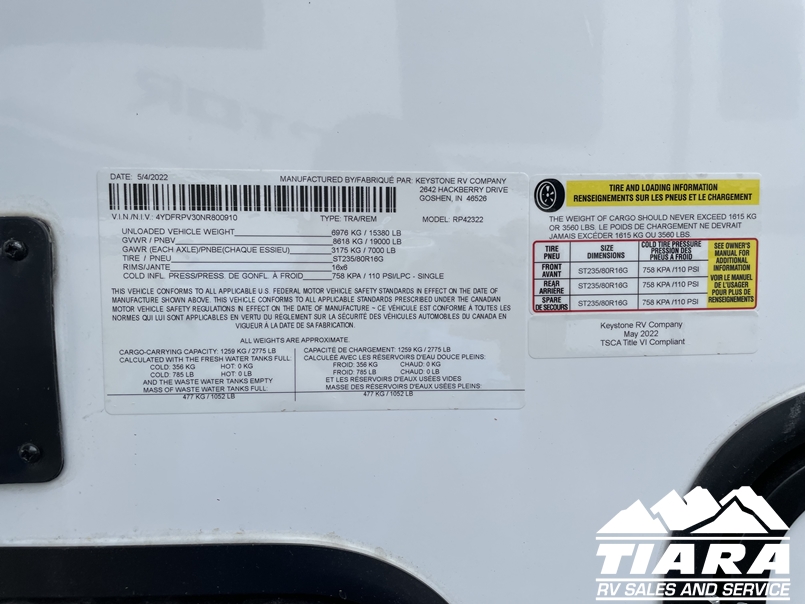 DATE: 5/4/2022
MANUFACTURED BY/FABRIQUÉ PAR: KEYSTONE RV COMPANY
2642 HACKBERRY DRIVE
GOSHEN, IN 46526
V.I.N./N.I.V.: 4YDFRPV30NR800910 TYPE: TRA/REM MODEL: RP42322
UNLOADED VEHICLE WEIGHT 6976 KG / 15380 LB
GVWR / PNBV 8618 KG / 19000 LB
GAWR (EACH AXLE)/PNBE(CHAQUE ESSIEU) 3175 KG / 7000 LB
TIRE / PNEU ST235/80R16G
RIMS/JANTE 16x6
COLD INFL. PRESS/PRESS. DE GONFL. À FROID 758 KPA / 110 PSI/LPC - SINGLE
THIS VEHICLE CONFORMS TO ALL APPLICABLE U.S. FEDERAL MOTOR VEHICLE SAFETY STANDARDS IN EFFECT ON THE DATE OF
MANUFACTURE SHOWN ABOVE. THIS VEHICLE CONFORMS TO ALL APPLICABLE STANDARDS PRESCRIBED UNDER THE CANADIAN
MOTOR VEHICLE SAFETY REGULATIONS IN EFFECT ON THE DATE OF MANUFACTURE – CE VÉHICULE EST CONFORME À TOUTES LES
NORMES QUI LUI SONT APPLICABLES EN VERTU DU RÈGLEMENT SUR LA SÉCURITÉ DES VÉHICULES AUTOMOBILES DU CANADA EN
VIGUEUR À LA DATE DE SA FABRICATION.
ALL WEIGHTS ARE APPROXIMATE.
CARGO-CARRYING CAPACITY: 1259 KG / 2775 LB
CALCULATED WITH THE FRESH WATER TANKS FULL:
COLD: 356 KG HOT: 0 KG
COLD: 785 LB HOT: 0 LB
AND THE WASTE WATER TANKS EMPTY
MASS OF WASTE WATER TANKS FULL:
477 KG / 1052 LB
CAPACITÉ DE CHARGEMENT: 1259 KG / 2775 LB
CALCULÉE AVEC LES RÉSERVOIRS D'EAU DOUCE PLEINS:
FROID: 356 KG CHAUD: 0 KG
FROID: 785 LB CHAUD: 0 LB
ET LES RÉSERVOIRS D'EAUX USÉES VIDES
MASSE DES RÉSERVOIRS D'EAUX USÉES PLEINS:
477 KG / 1052 LB
TIRE AND LOADING INFORMATION
RENSEIGNEMENTS SUR LES PNEUS ET LE CHARGEMENT
THE WEIGHT OF CARGO SHOULD NEVER EXCEED 1615 KG
OR 3560 LBS. LE POIDS DE CHARGEMENT NE DEVRAIT
JAMAIS EXCÉDER 1615 KG OU 3560 LBS.
TIRE
PNEU
SIZE
DIMENSIONS
COLD TIRE PRESSURE
PRESSION DES
PNEUS À FROID
FRONT
AVANT
ST235/80R16G 758 KPA /110 PSI
REAR
ARRIÈRE
ST235/80R16G 758 KPA /110 PSI
SPARE
DE SECOURS
ST235/80R16G 758 KPA /110 PSI
SEE OWNER'S
MANUAL FOR
ADDITIONAL
INFORMATION
VOIR LE MANUEL
DE L'USAGER
POUR PLUS DE
RENSEIGNEMENTS
Keystone RV Company
May 2022
TSCA Title VI Compliant
TIARA
RV SALES AND SERVICE